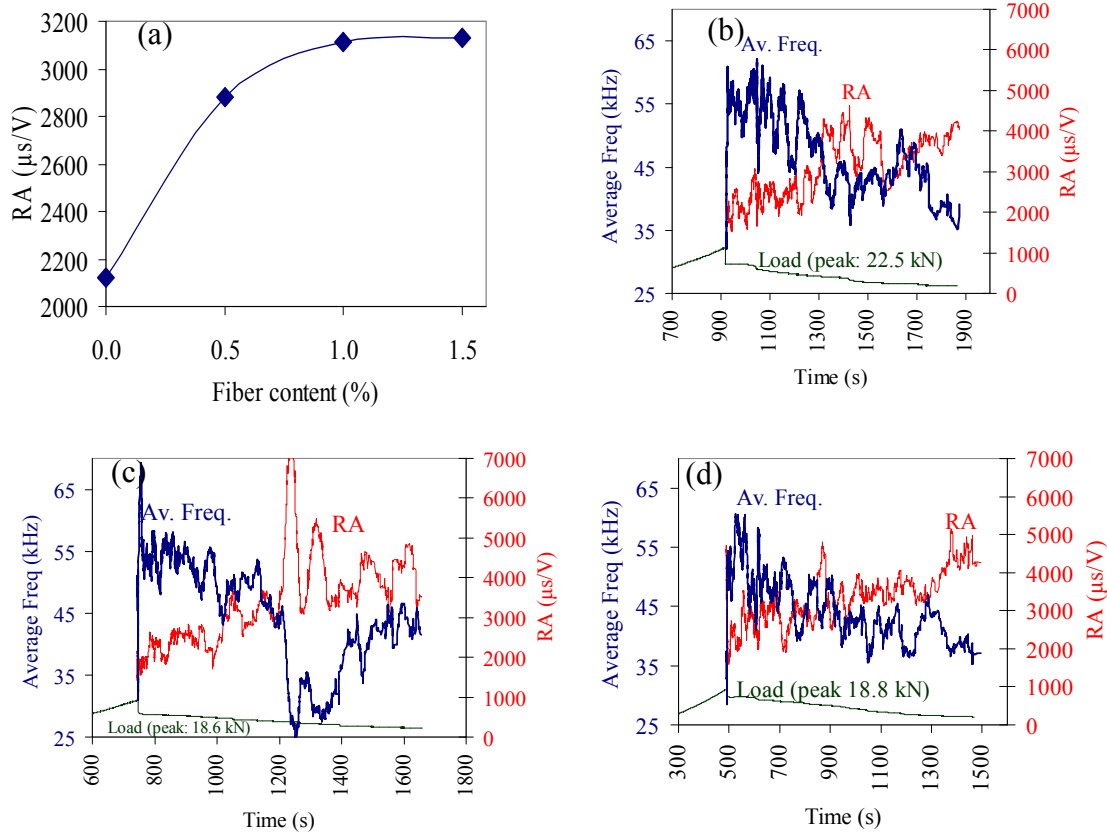 (a)
3200
3000
2800
2600
2400
2200
2000
RA (µs/V)
0.0 0.5 1.0 1.5
Fiber content (%)
(b)
65
55
45
35
25
Average Freq (kHz)
Av. Freq.
RA
Load (peak: 22.5 kN)
7000
6000
5000
4000
3000
2000
1000
0
RA (µs/V)
700 900 1100 1300 1500 1700 1900
Time (s)
(c)
65
55
45
35
25
Average Freq (kHz)
Av. Freq.
RA
Load (peak: 18.6 kN)
7000
6000
5000
4000
3000
2000
1000
0
RA (µs/V)
600 800 1000 1200 1400 1600 1800
Time (s)
(d)
65
55
45
35
25
Average Freq (kHz)
Av. Freq.
RA
Load (peak 18.8 kN)
7000
6000
5000
4000
3000
2000
1000
0
RA (µs/V)
300 500 700 900 1100 1300 1500
Time (s)